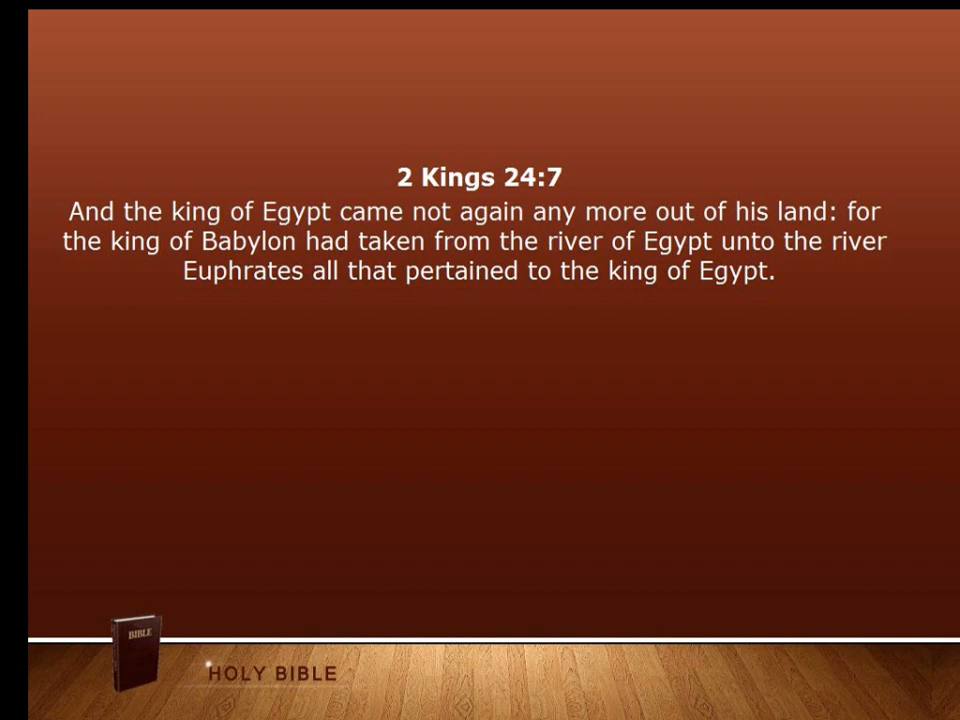 2 Kings 24:7
And the king of Egypt came not again any more out of his land: for
the king of Babylon had taken from the river of Egypt unto the river
Euphrates all that pertained to the king of Egypt.
BIBLE
HOLY BIBLE